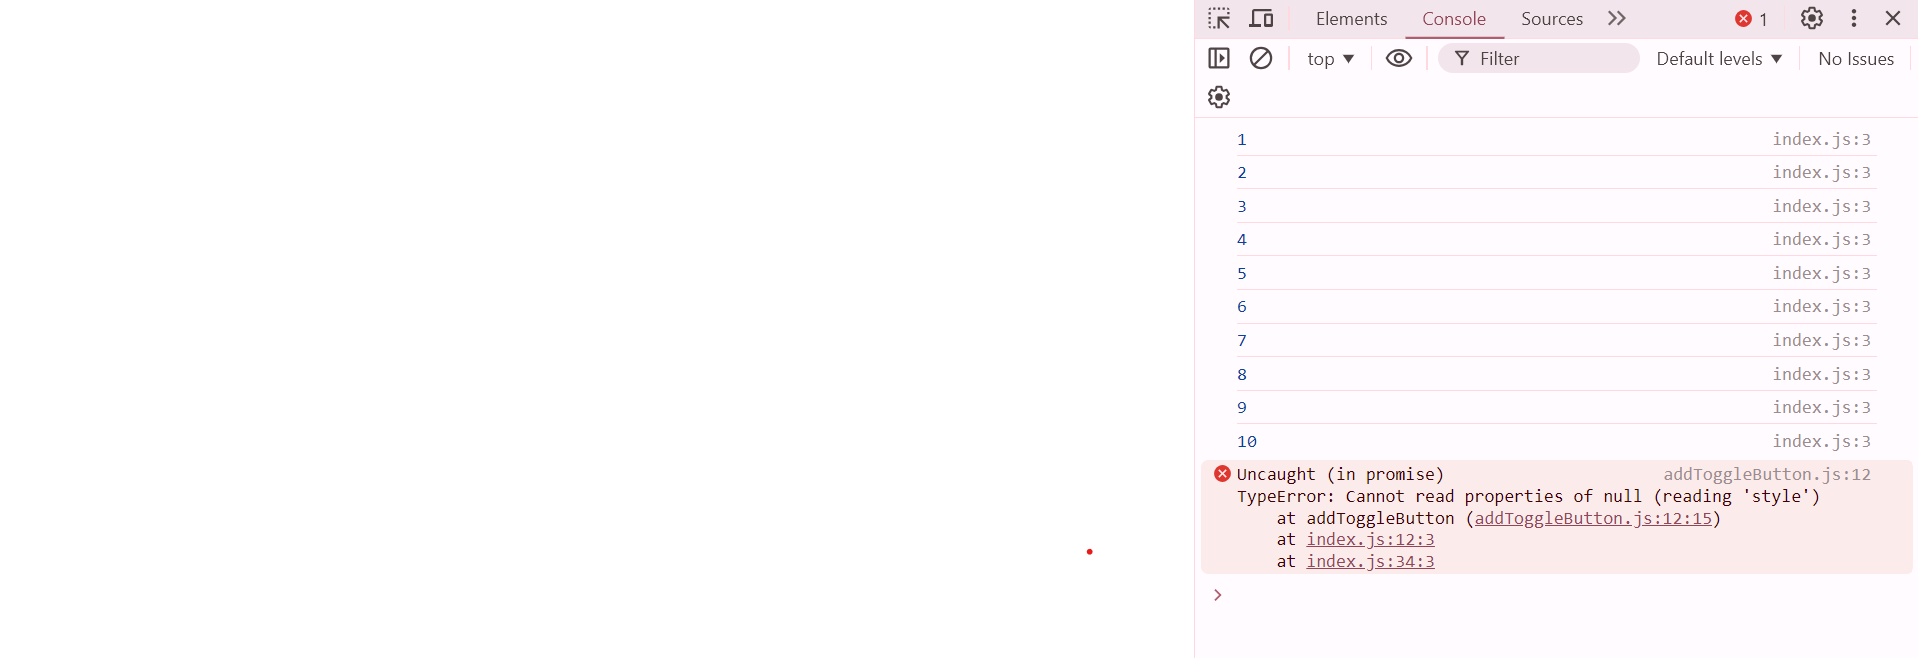 Elements Console Sources 1
top Filter Default levels No Issues
1 index.js:3
2 index.js:3
3 index.js:3
4 index.js:3
5 index.js:3
6 index.js:3
7 index.js:3
8 index.js:3
9 index.js:3
10 index.js:3
Uncaught (in promise) addToggleButton.js:12
TypeError: Cannot read properties of null (reading 'style')
at addToggleButton (addToggleButton.js:12:15)
at index.js:12:3
at index.js:34:3